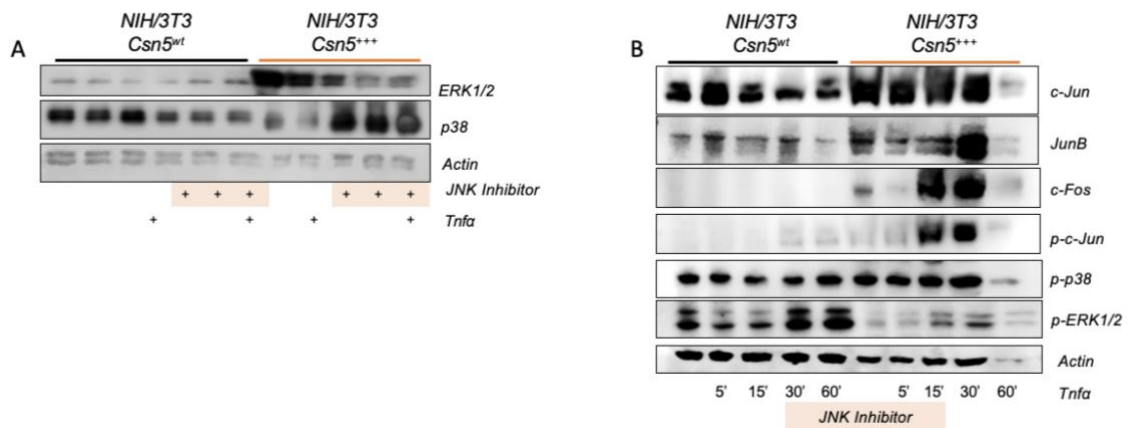 A
NIH/3T3
Csn5wt
NIH/3T3
Csn5+++
ERK1/2
p38
Actin
+ + + + + + JNK Inhibitor
+ + + + Tnfα
B
NIH/3T3
Csn5wt
NIH/3T3
Csn5+++
c-Jun
JunB
c-Fos
p-c-Jun
p-p38
p-ERK1/2
Actin
5' 15' 30' 60' 5' 15' 30' 60' Tnfα
JNK Inhibitor